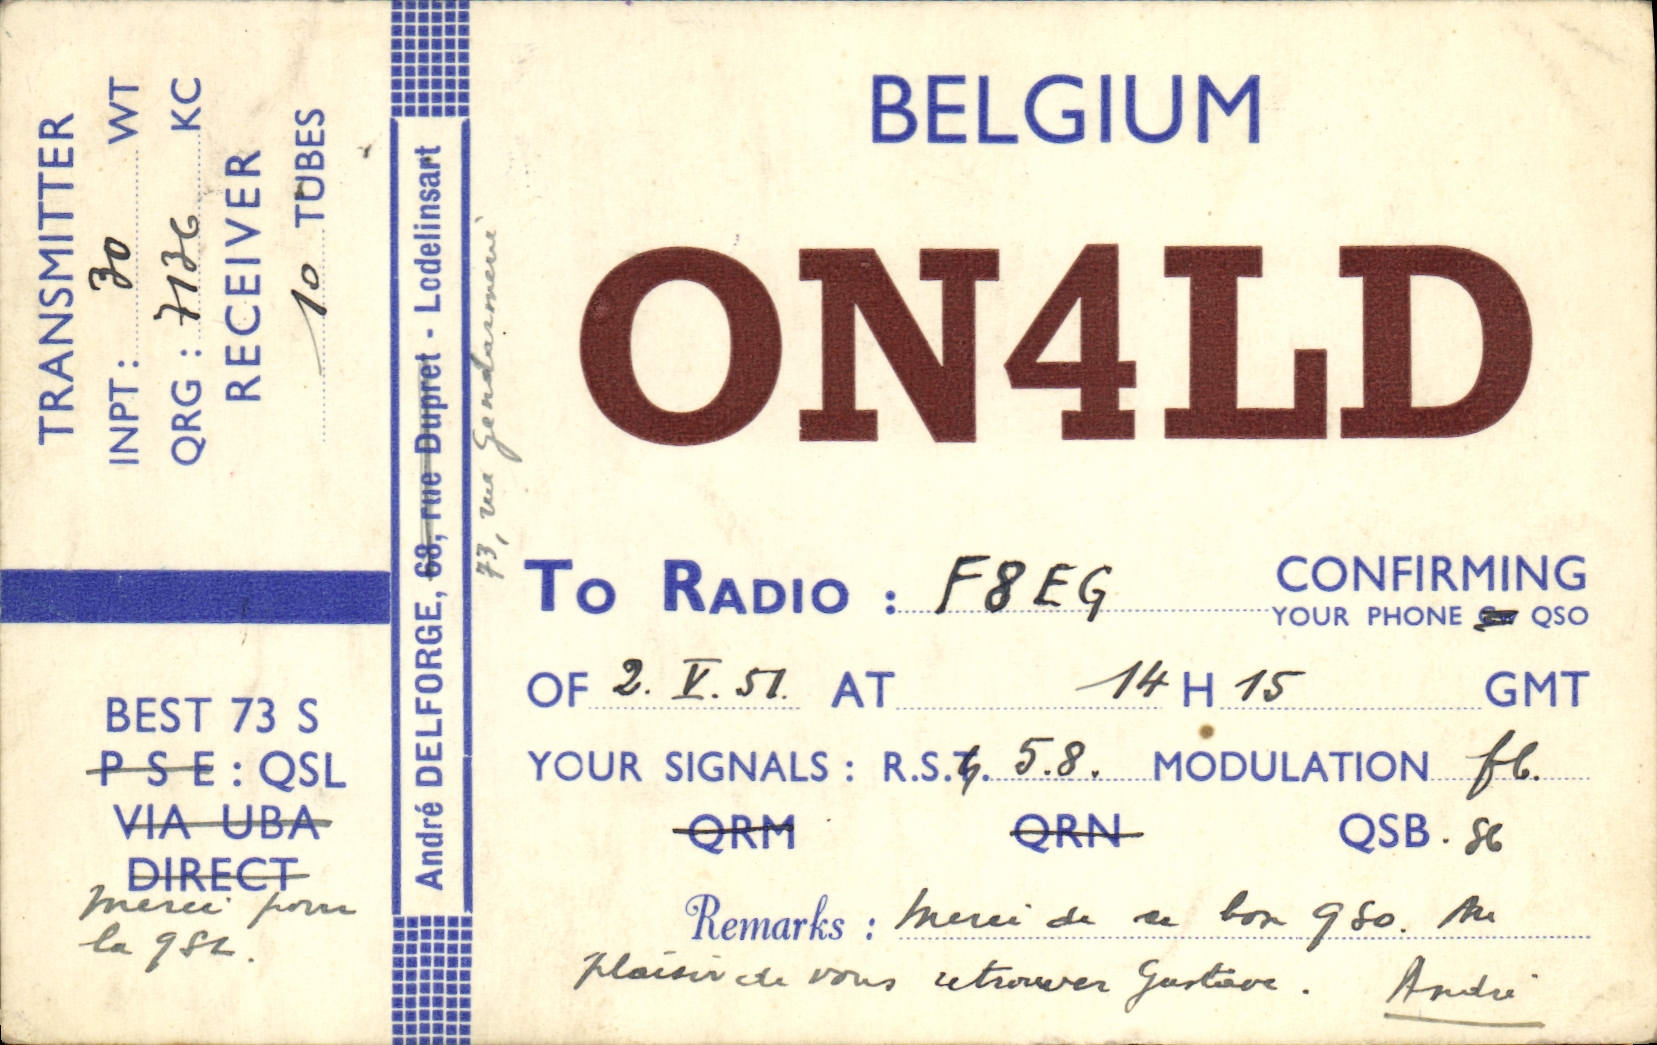 TRANSMITTER
INPT : 30 WT
QRG : 7136 KC
RECEIVER
10 TUBES
BEST 73 S
P S E : QSL
VIA UBA
DIRECT
Merci pour
la QSL.
André DELFORGE, 68, rue Dupret - Lodelinsart
73, rue Gendarmerie
BELGIUM
ON4LD
TO RADIO : F8EG CONFIRMING
YOUR PHONE QSO
OF 2. V. 51. AT 14 H 15 GMT
YOUR SIGNALS : R.S. 5.8. MODULATION fb.
QRM QRN QSB.
Remarks : Merci de ce bon QSO. Au
plaisir de vous retrouver Gustave. André